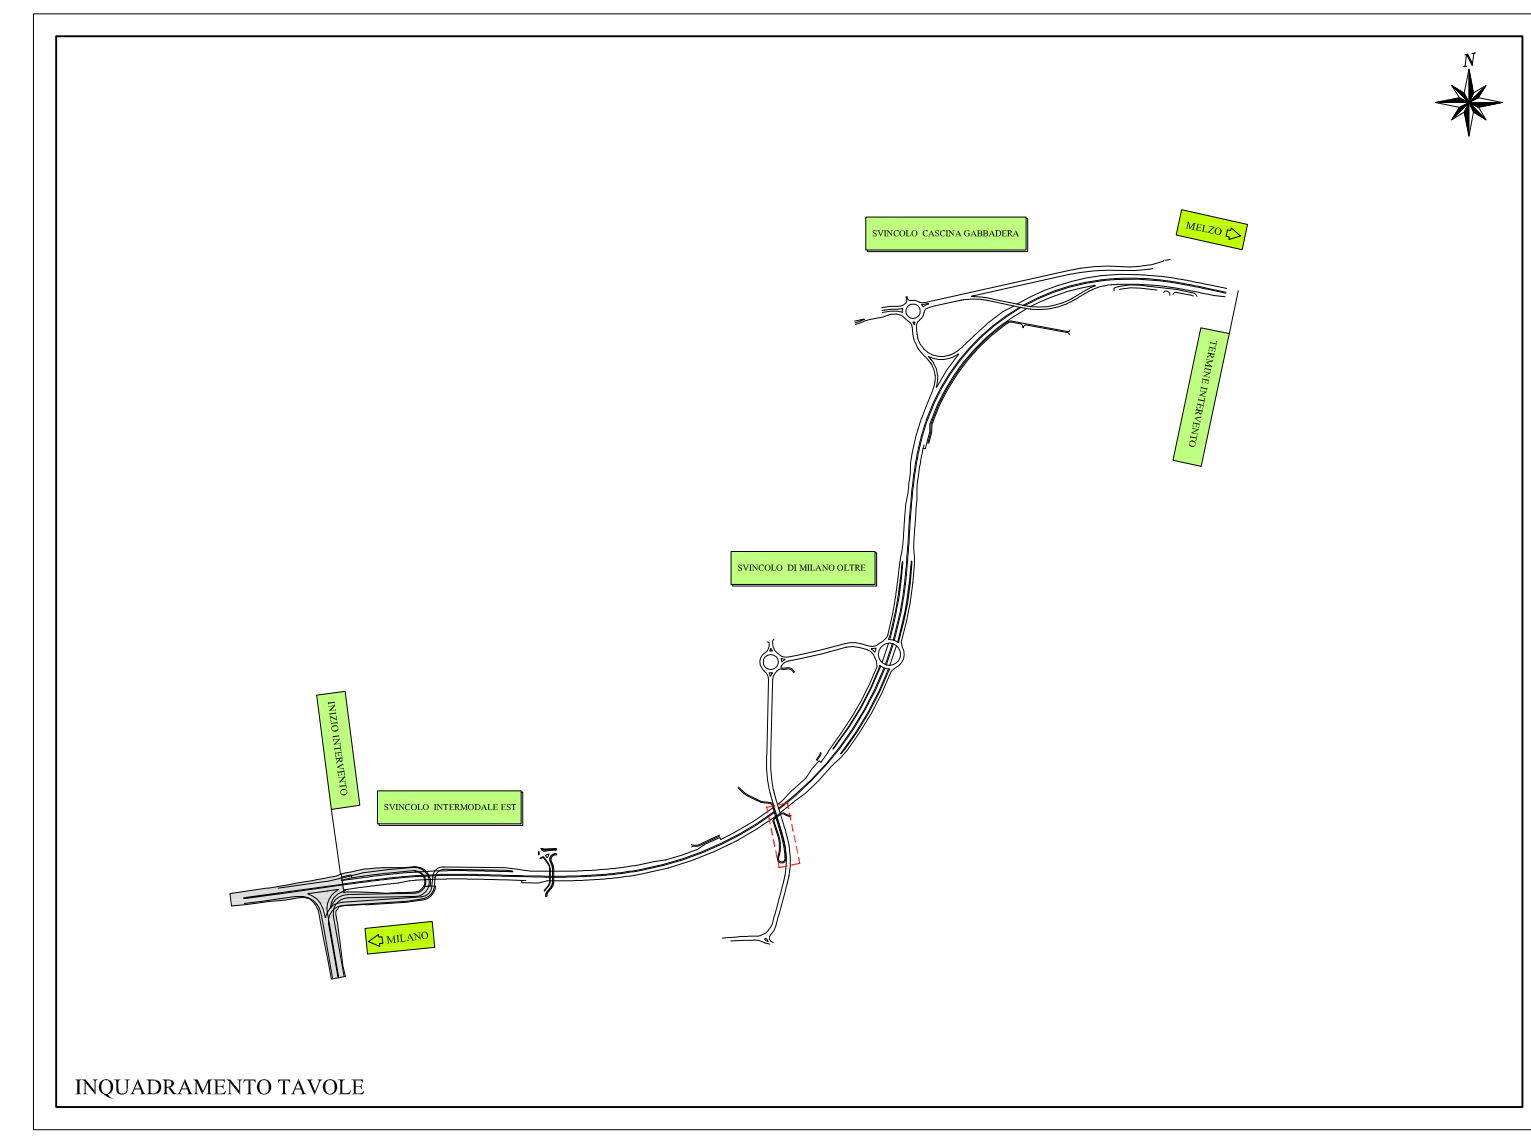 N
MELZO
SVINCOLO CASCINA GABBADERA
TERMINE INTERVENTO
SVINCOLO DI MILANO OLTRE
INIZIO INTERVENTO
SVINCOLO INTERMODALE EST
MILANO
INQUADRAMENTO TAVOLE